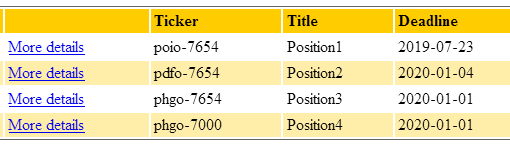 Ticker Title Deadline
More details poio-7654 Position1 2019-07-23
More details pdfo-7654 Position2 2020-01-04
More details phgo-7654 Position3 2020-01-01
More details phgo-7000 Position4 2020-01-01